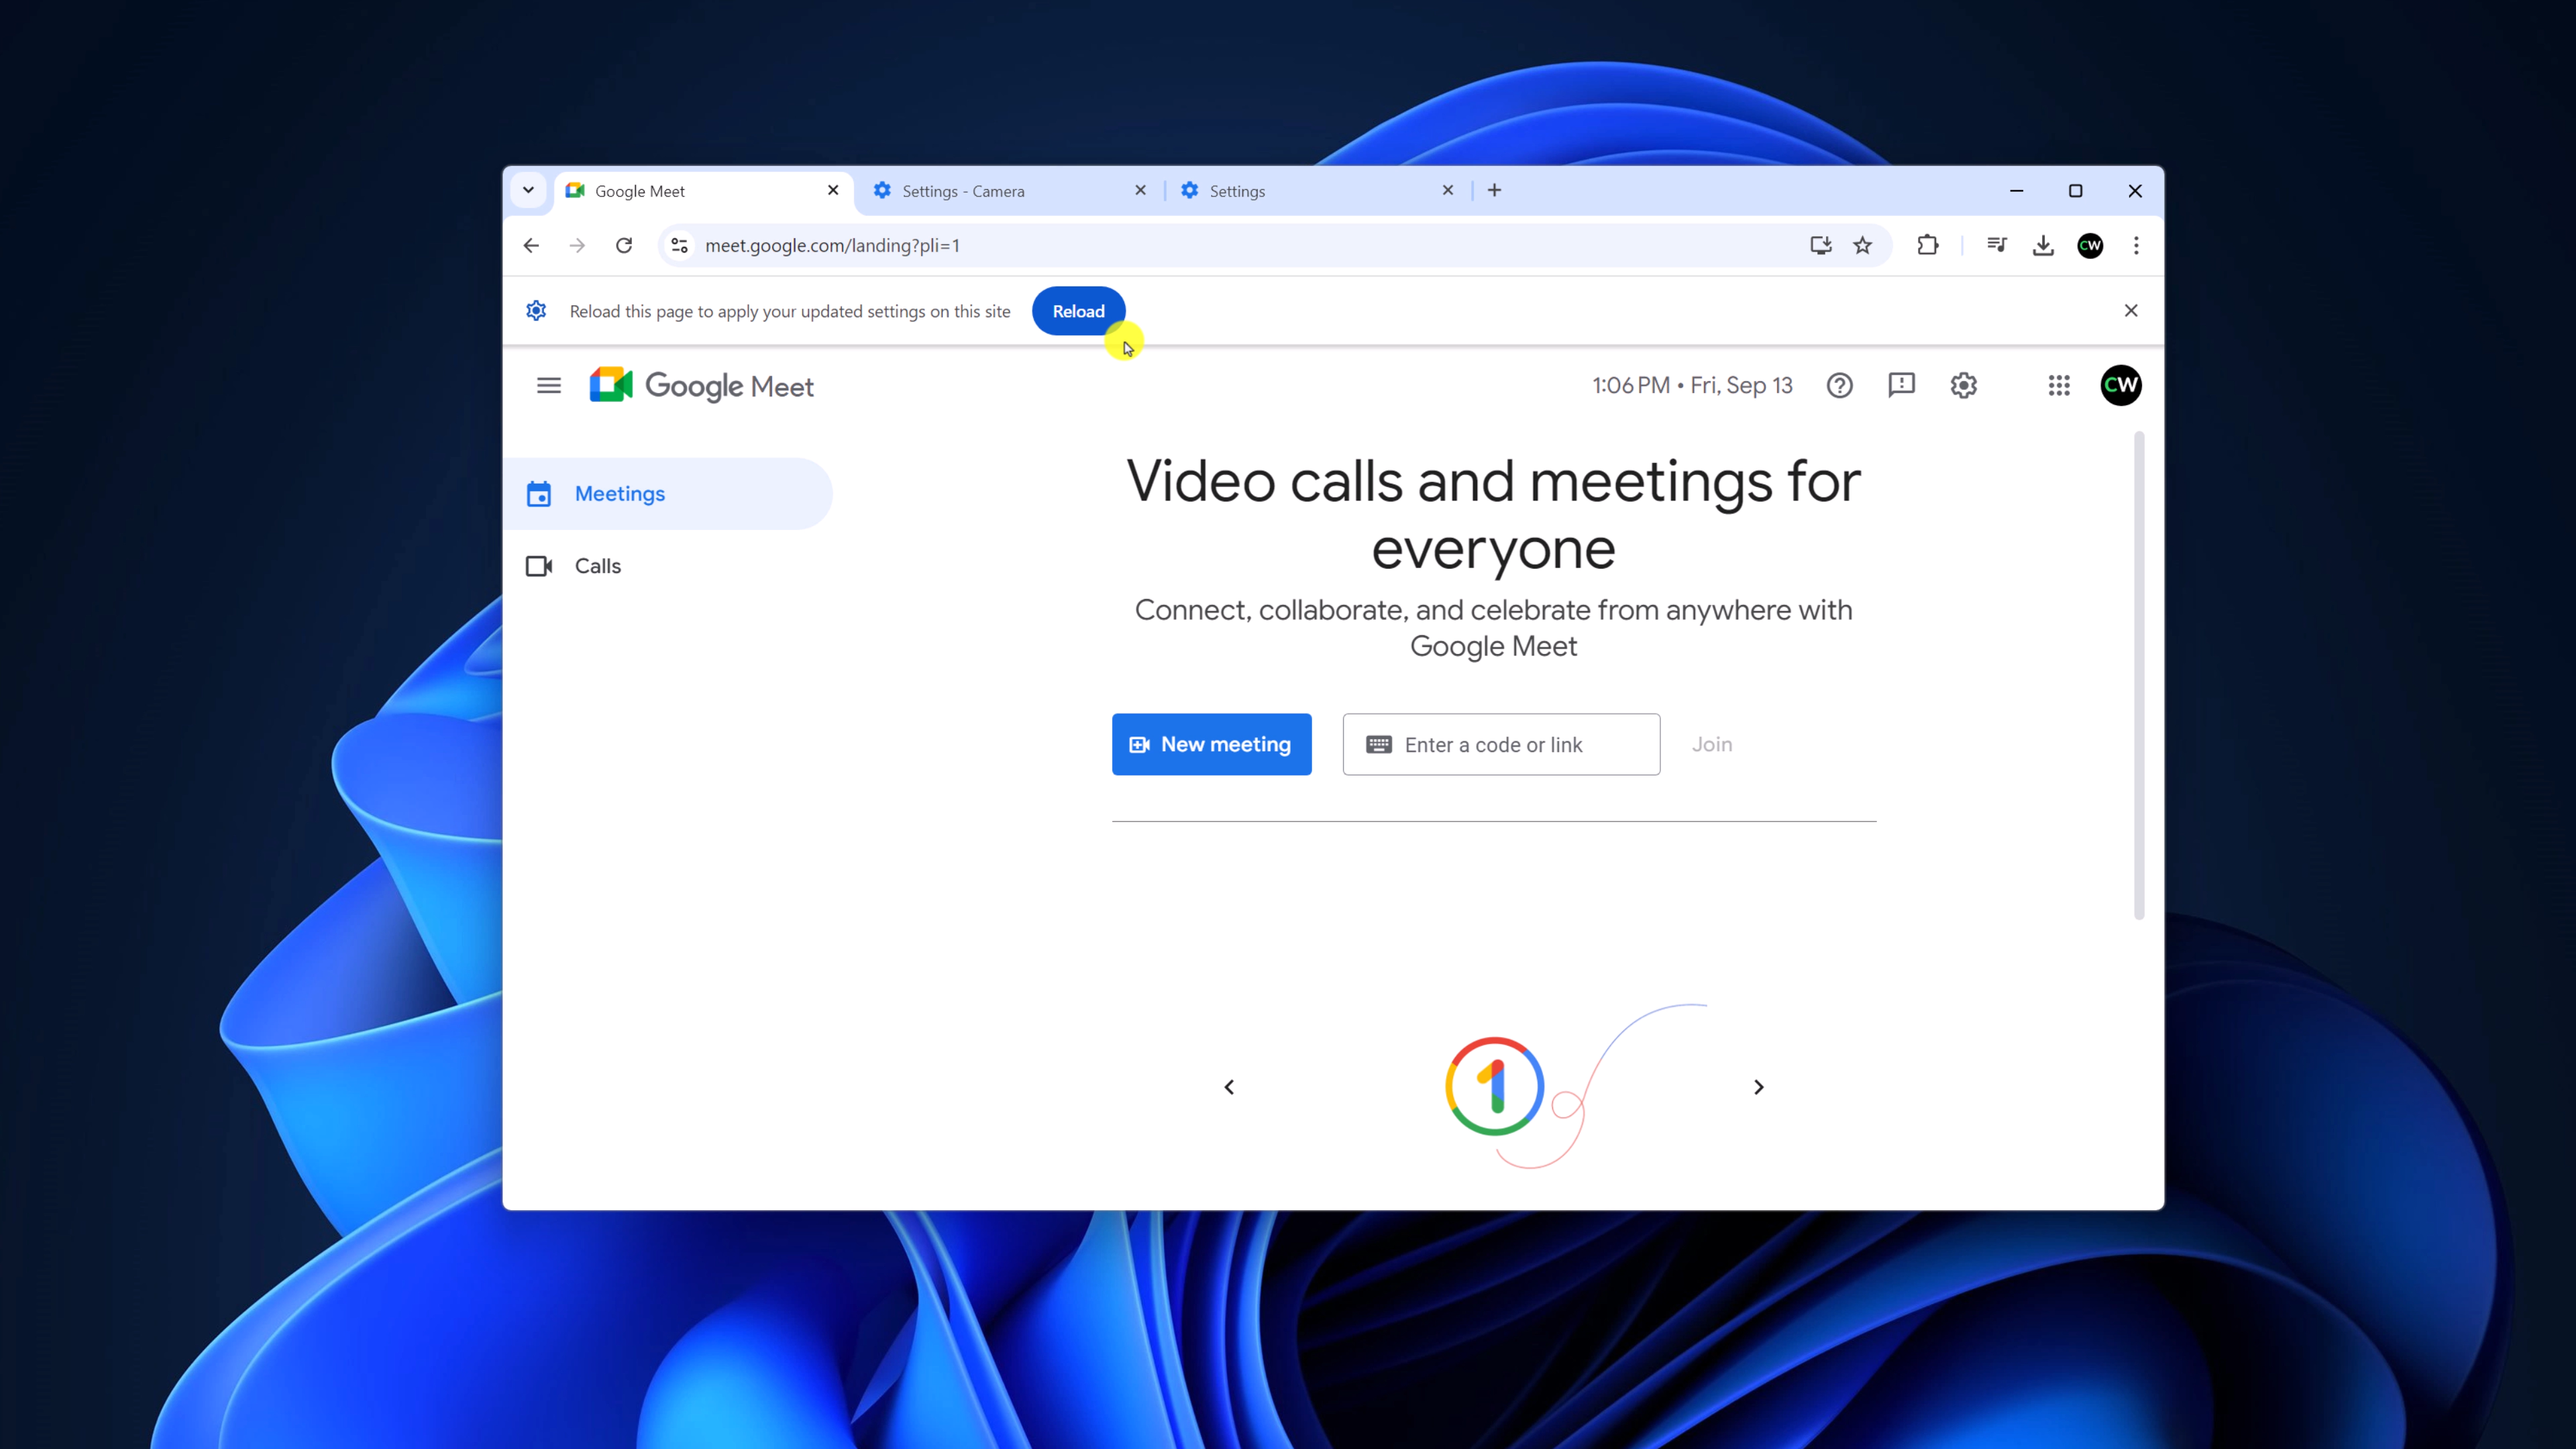 Google Meet
Settings - Camera
Settings
meet.google.com/landing?pli=1
CW
Reload this page to apply your updated settings on this site
Reload
Google Meet
1:06 PM • Fri, Sep 13
CW
Meetings
Calls
Video calls and meetings for
everyone
Connect, collaborate, and celebrate from anywhere with
Google Meet
New meeting
Enter a code or link
Join
1